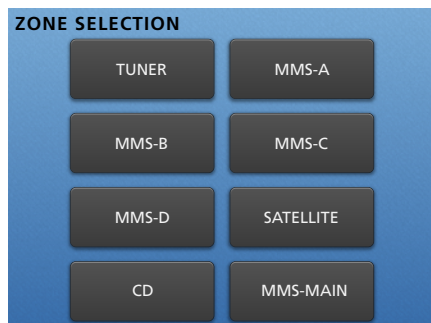 ZONE SELECTION
TUNER MMS-A
MMS-B MMS-C
MMS-D SATELLITE
CD MMS-MAIN